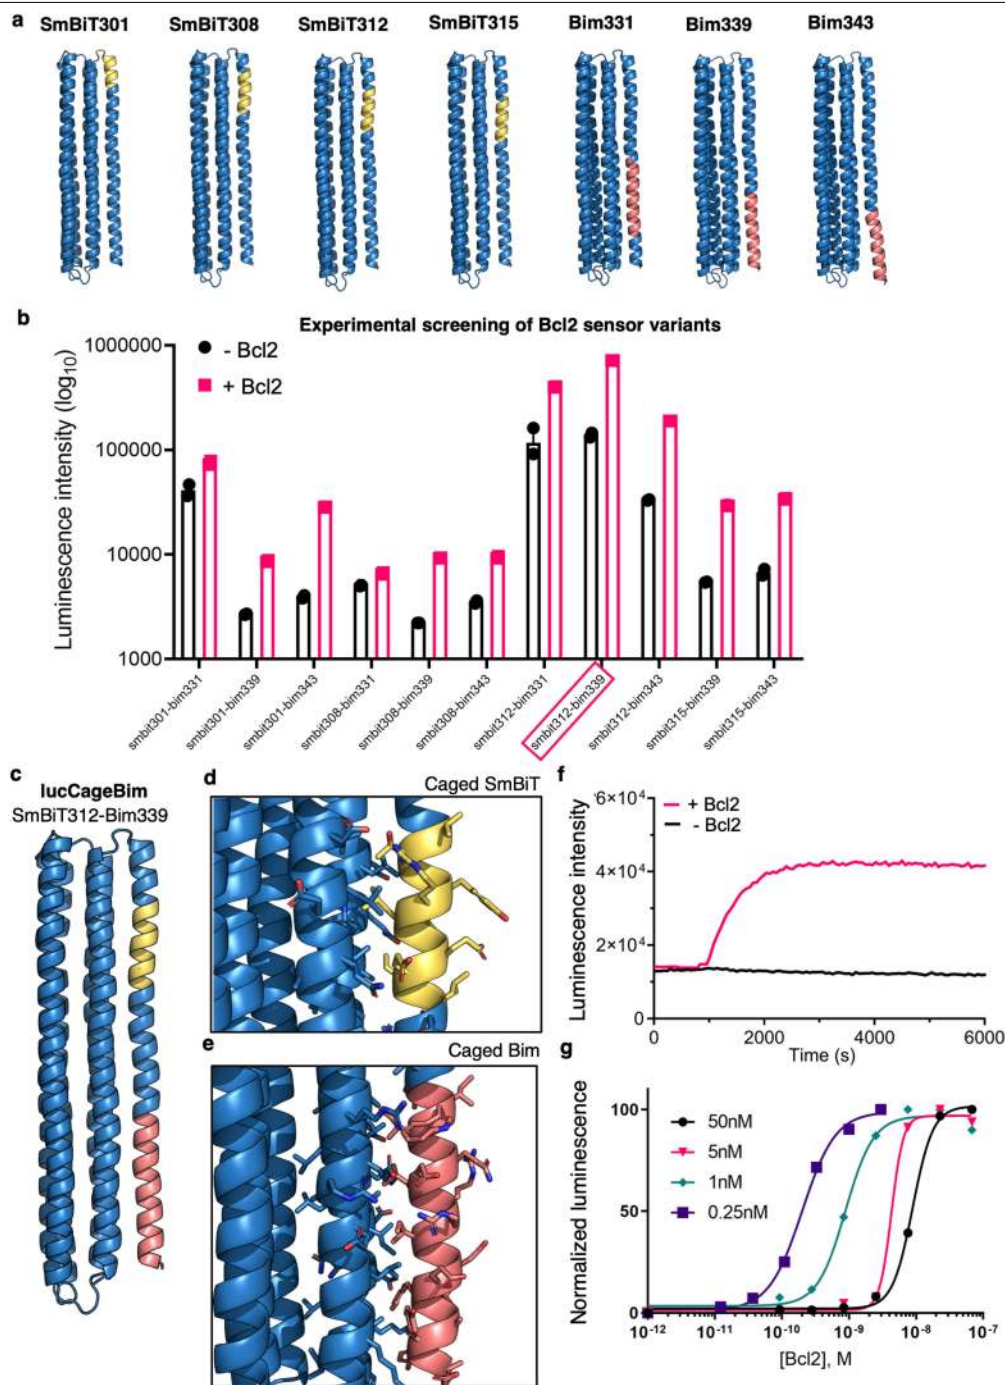 a
SmBiT301 SmBiT308 SmBiT312 SmBiT315 Bim331 Bim339 Bim343
b
Experimental screening of Bcl2 sensor variants
Luminescence intensity (log10)
1000000
100000
10000
1000
- Bcl2
+ Bcl2
smbit301-bim331
smbit301-bim339
smbit301-bim343
smbit308-bim331
smbit308-bim339
smbit308-bim343
smbit312-bim331
smbit312-bim339
smbit312-bim343
smbit315-bim339
smbit315-bim343
c
lucCageBim
SmBiT312-Bim339
d
Caged SmBiT
e
Caged Bim
f
Luminescence intensity
6×10⁴
4×10⁴
2×10⁴
0
+ Bcl2
- Bcl2
0 2000 4000 6000
Time (s)
g
Normalized luminescence
100
50
0
50nM
5nM
1nM
0.25nM
10⁻¹² 10⁻¹¹ 10⁻¹⁰ 10⁻⁹ 10⁻⁸ 10⁻⁷
[Bcl2], M